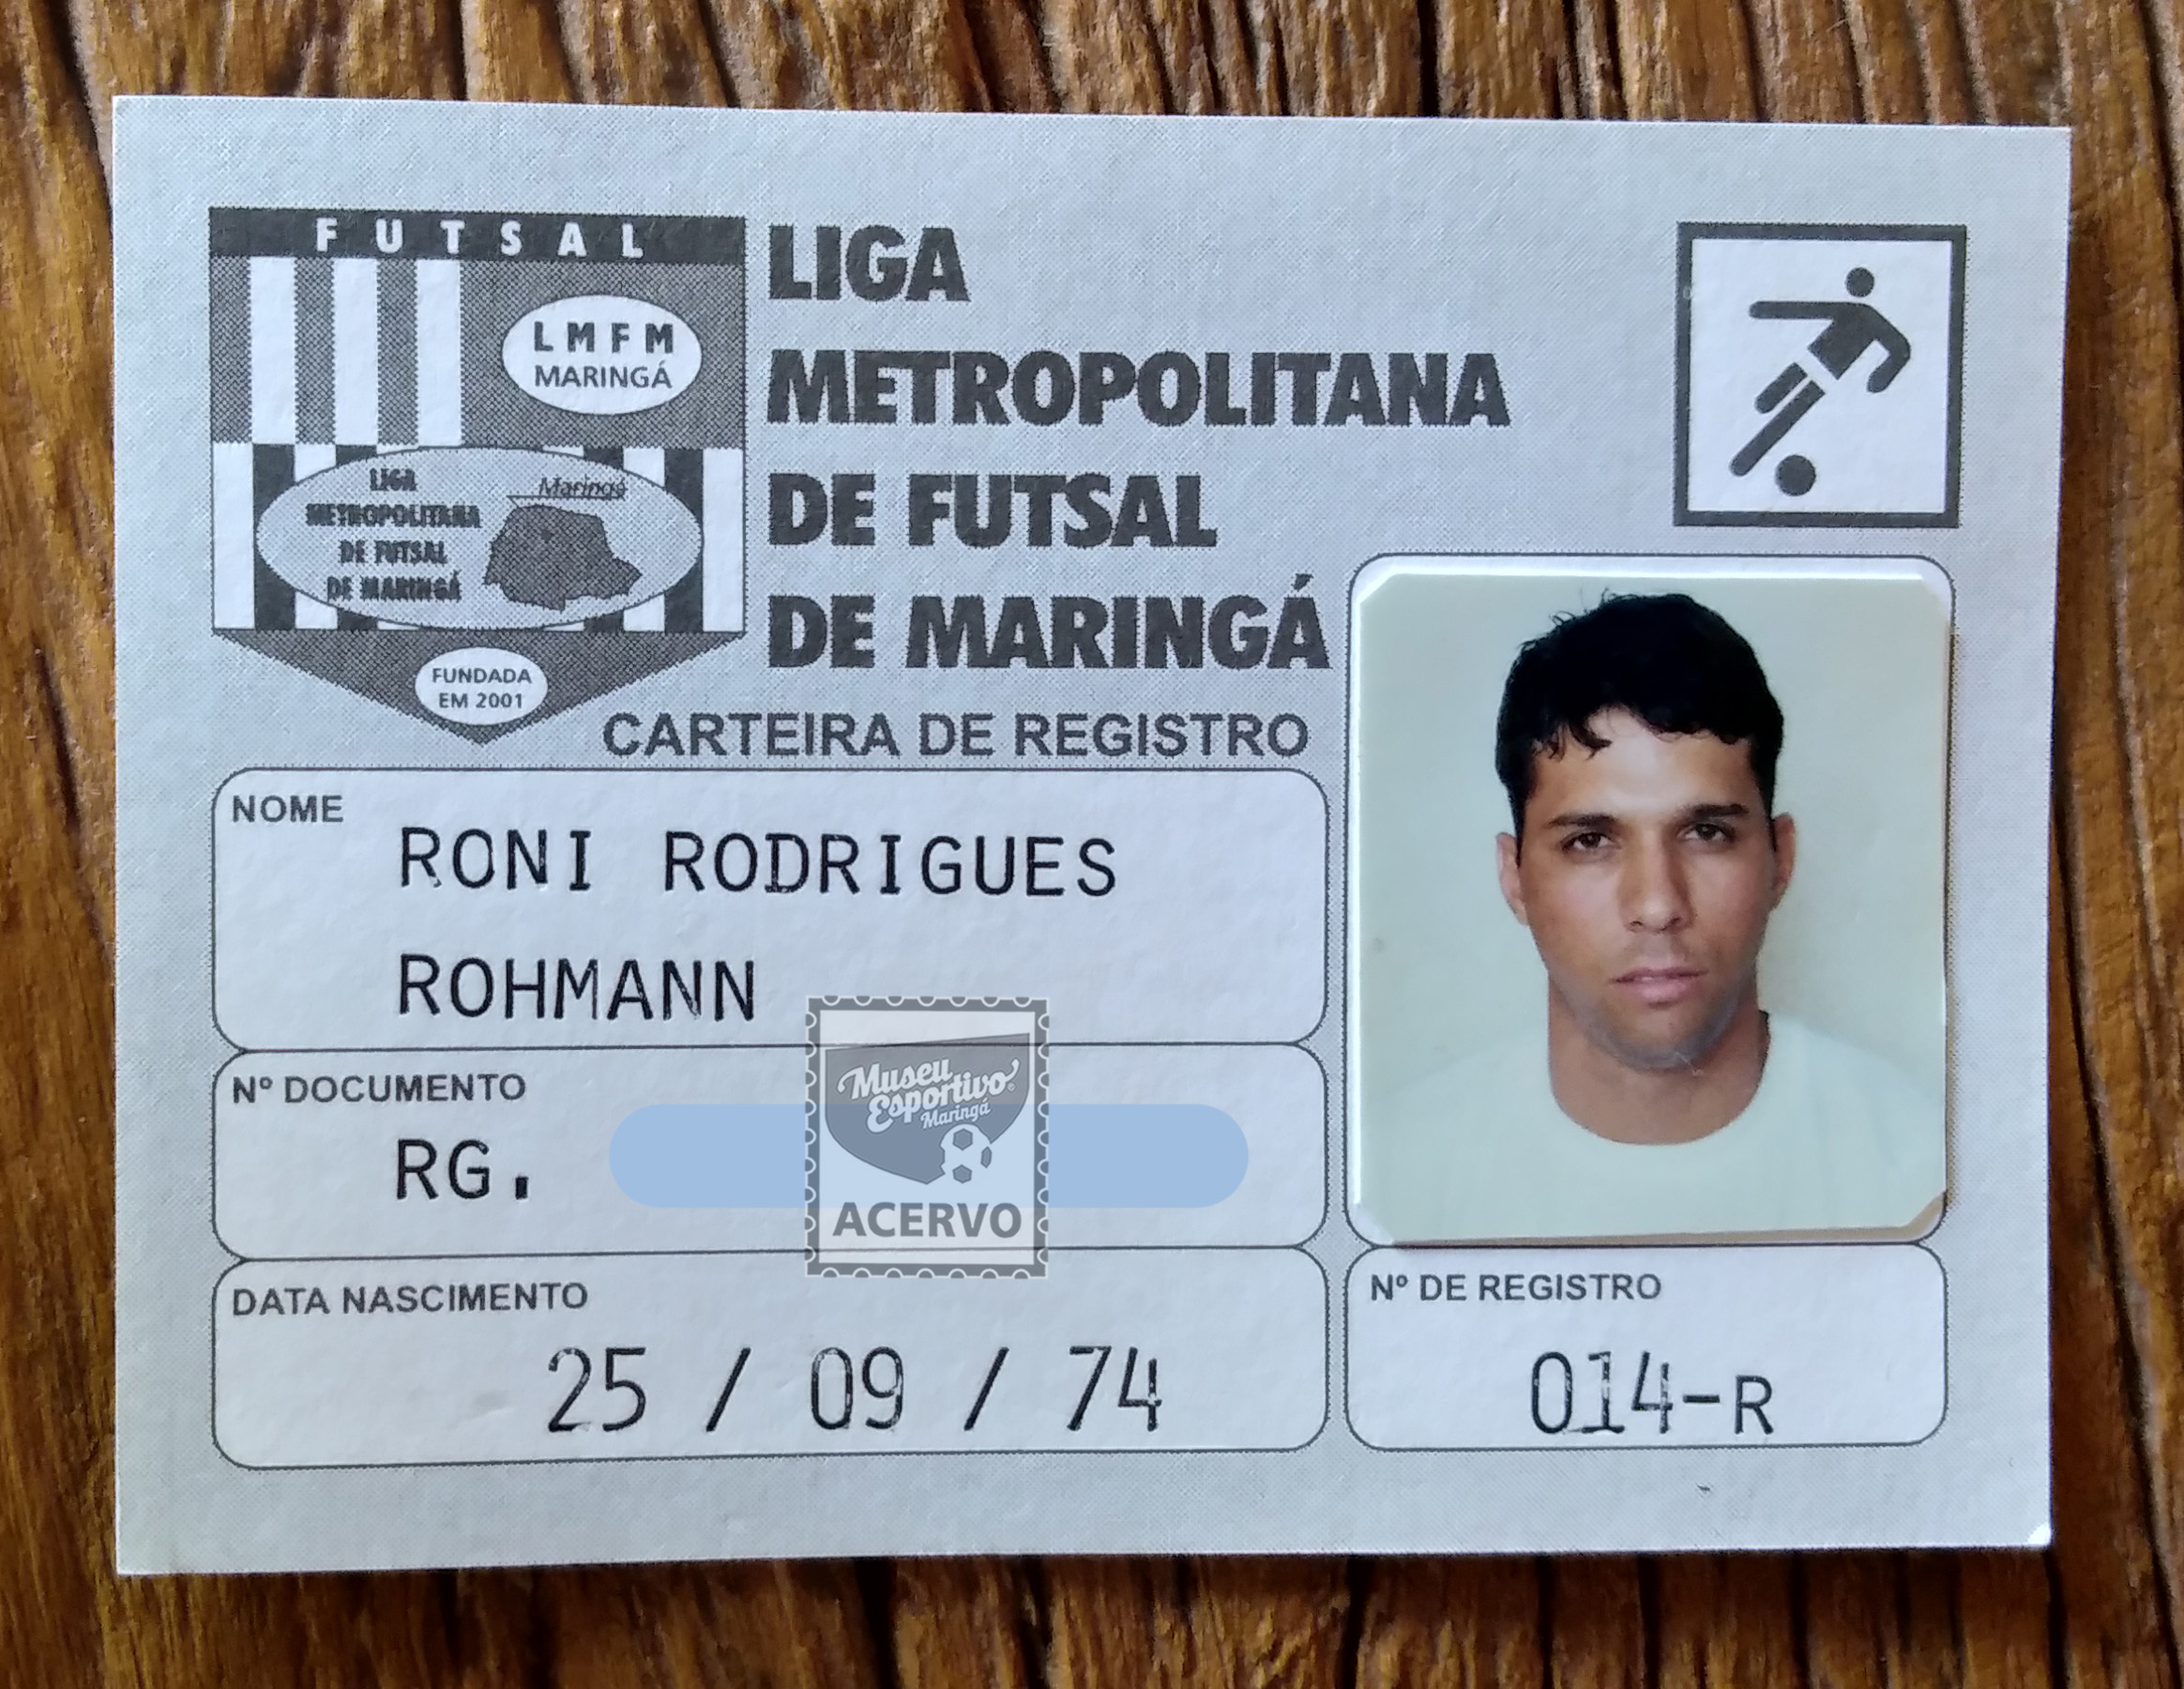 FUTSAL
LMFM
MARINGÁ
LIGA
METROPOLITANA
DE FUTSAL
DE MARINGÁ
Maringá
FUNDADA
EM 2001
LIGA
METROPOLITANA
DE FUTSAL
DE MARINGÁ
CARTEIRA DE REGISTRO
NOME
RONI RODRIGUES
ROHMANN
Nº DOCUMENTO
RG.
Museu
Esportivo
Maringá
ACERVO
DATA NASCIMENTO
25 / 09 / 74
Nº DE REGISTRO
014-R